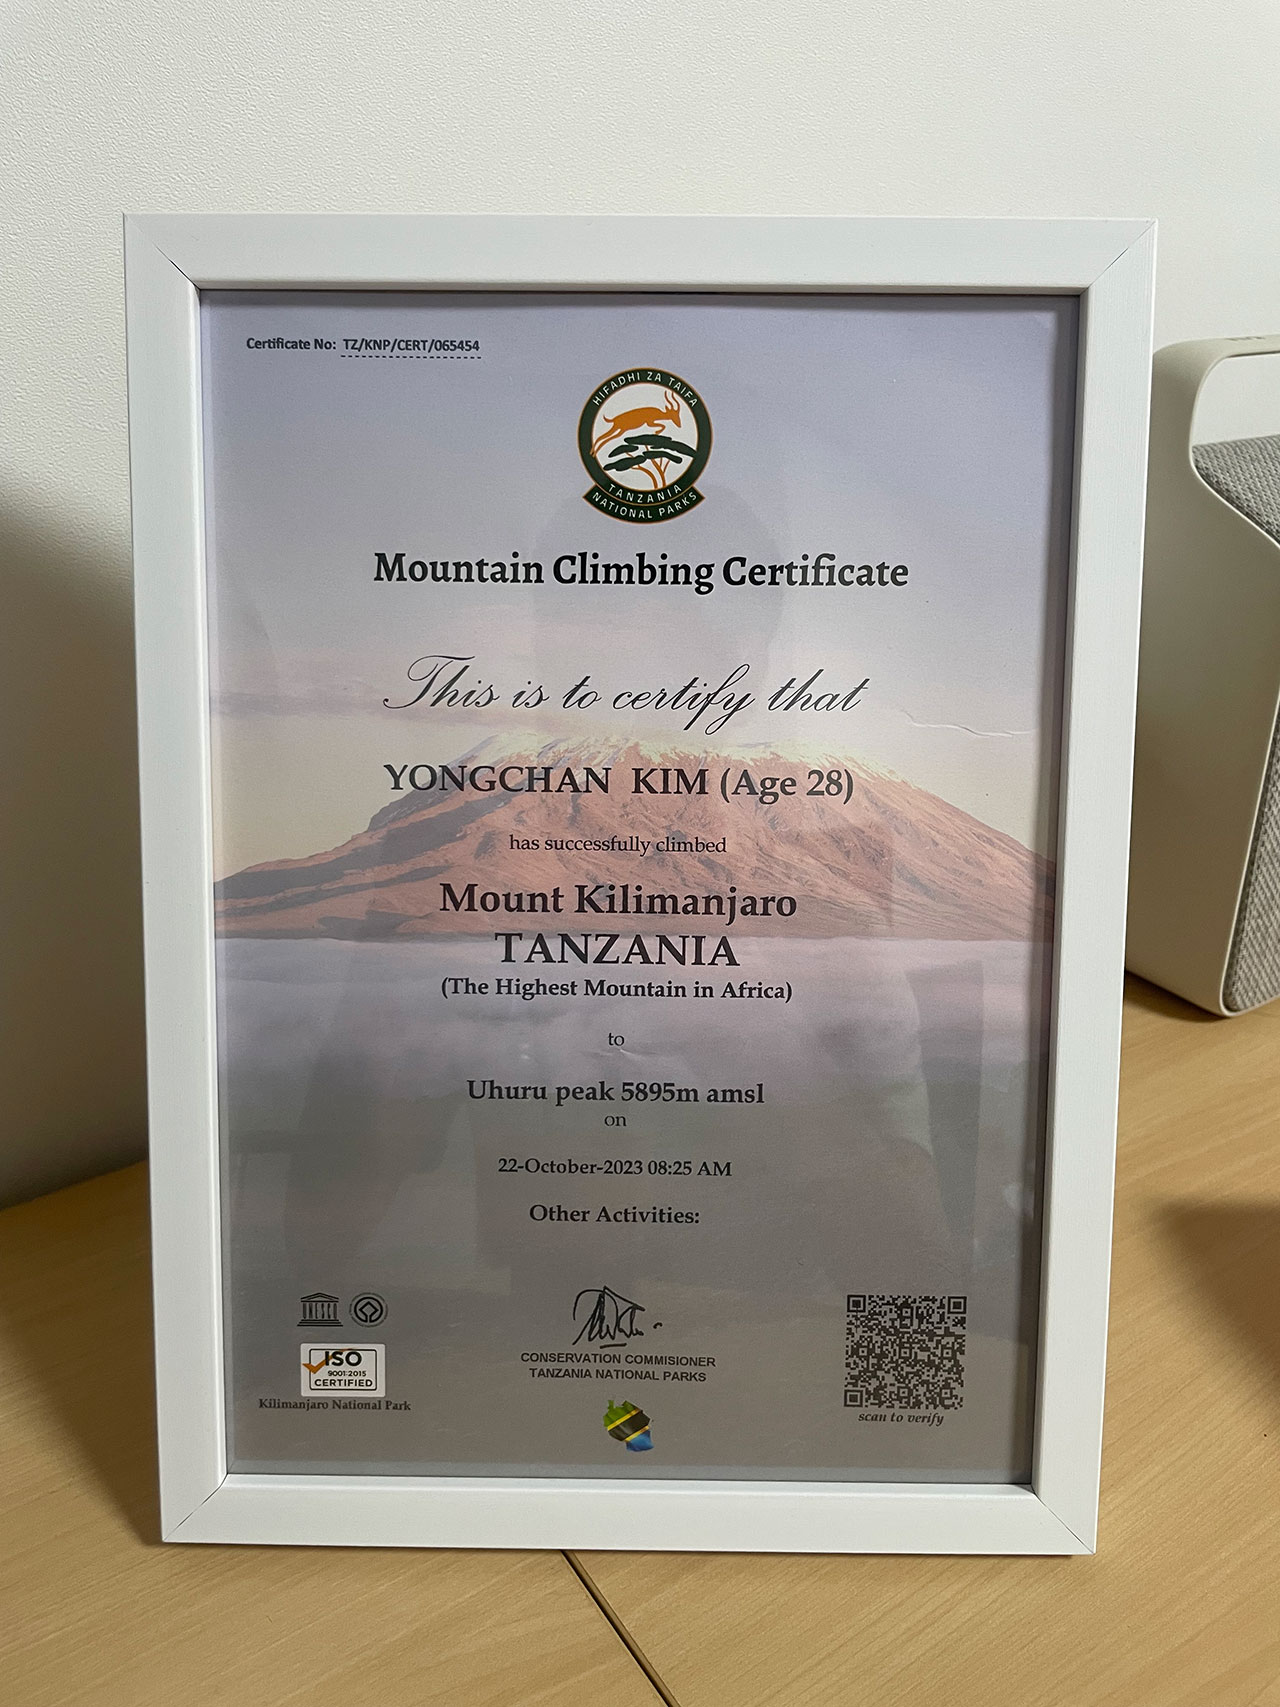 Certificate No: TZ/KNP/CERT/065454
HIFADHI ZA TAIFA
TANZANIA
NATIONAL PARKS
Mountain Climbing Certificate
This is to certify that
YONGCHAN KIM (Age 28)
has successfully climbed
Mount Kilimanjaro
TANZANIA
(The Highest Mountain in Africa)
to
Uhuru peak 5895m amsl
on
22-October-2023 08:25 AM
Other Activities:
UNESCO
ISO
9001:2015
CERTIFIED
Kilimanjaro National Park
CONSERVATION COMMISIONER
TANZANIA NATIONAL PARKS
scan to verify